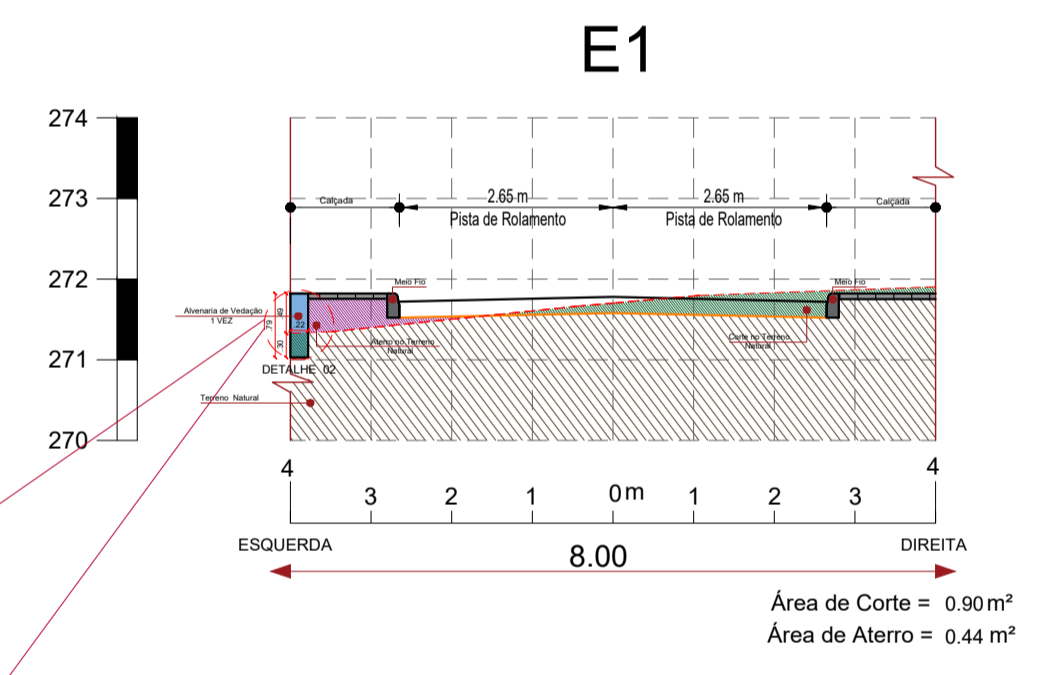 E1
274
273
272
271
270
Calçada
2.65 m
2.65 m
Calçada
Pista de Rolamento
Pista de Rolamento
Meio Fio
Meio Fio
Alvenaria de Vedação
1 VEZ
.79
.49
.30
.22
Aterro no Terreno
Natural
Corte no Terreno
Natural
DETALHE 02
Terreno Natural
4
3
2
1
0m
1
2
3
4
ESQUERDA
DIREITA
8.00
Área de Corte = 0.90 m²
Área de Aterro = 0.44 m²